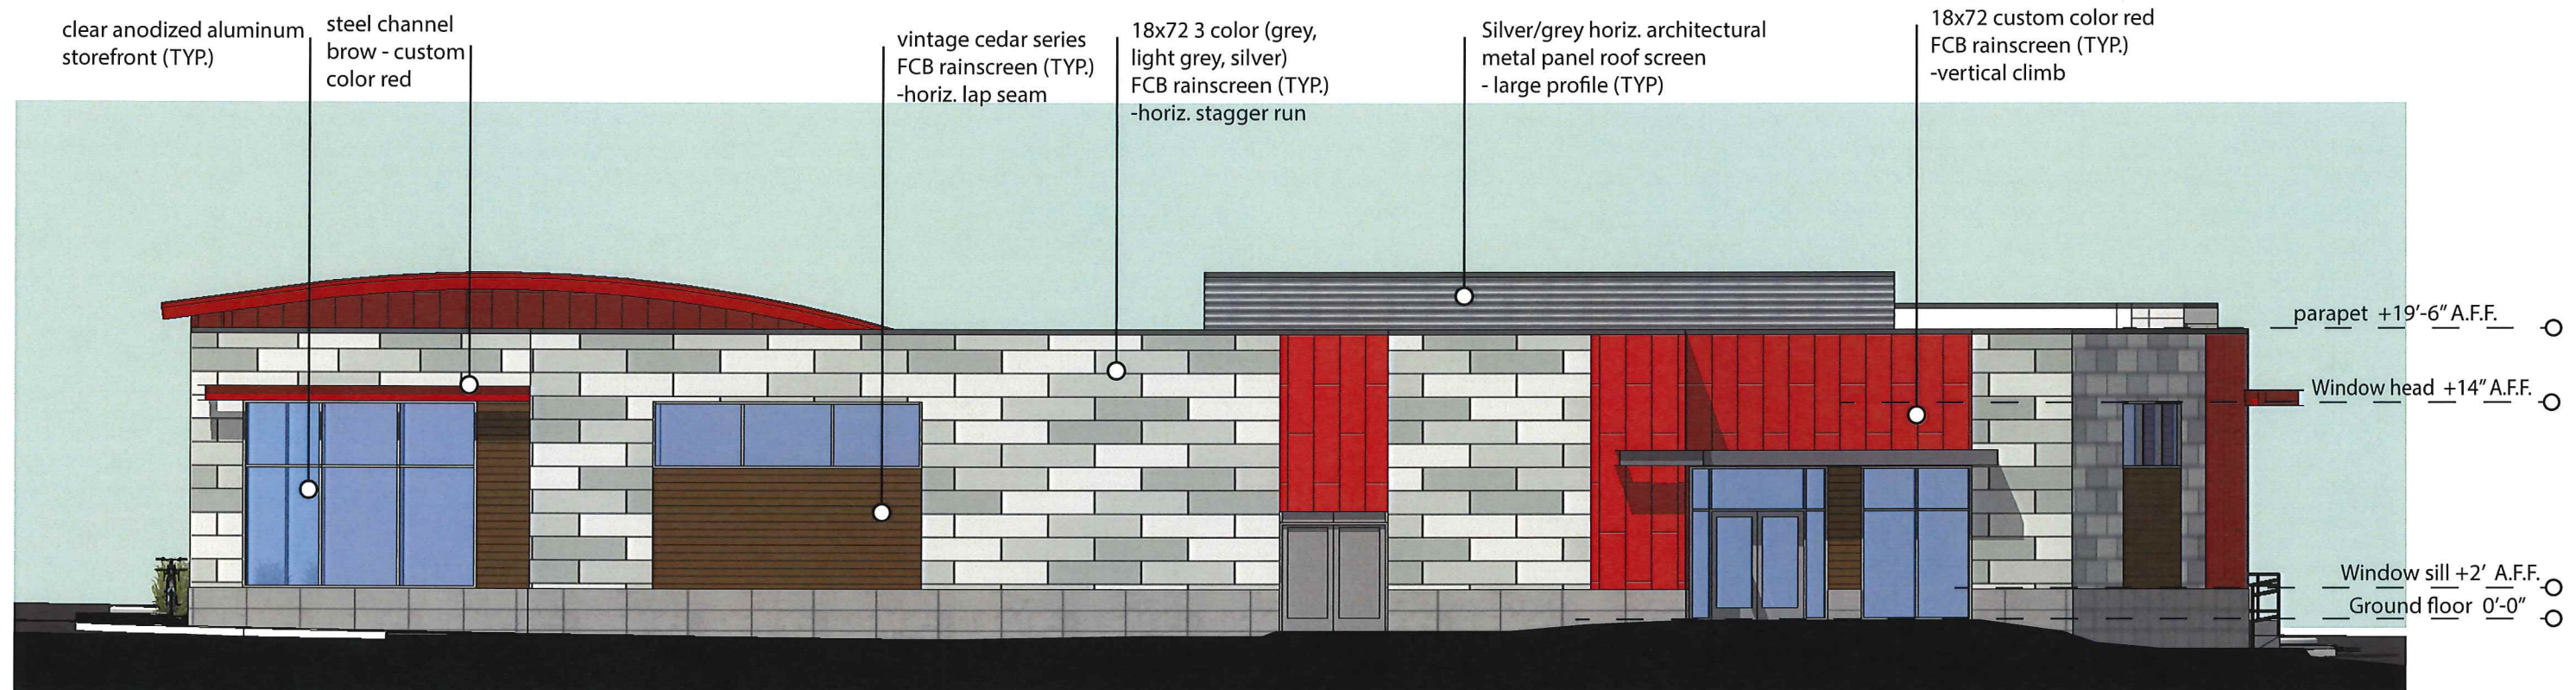 clear anodized aluminum
storefront (TYP.)
steel channel
brow - custom
color red
vintage cedar series
FCB rainscreen (TYP.)
-horiz. lap seam
18x72 3 color (grey,
light grey, silver)
FCB rainscreen (TYP.)
-horiz. stagger run
Silver/grey horiz. architectural
metal panel roof screen
- large profile (TYP)
18x72 custom color red
FCB rainscreen (TYP.)
-vertical climb
parapet +19'-6" A.F.F.
Window head +14" A.F.F.
Window sill +2' A.F.F.
Ground floor 0'-0"